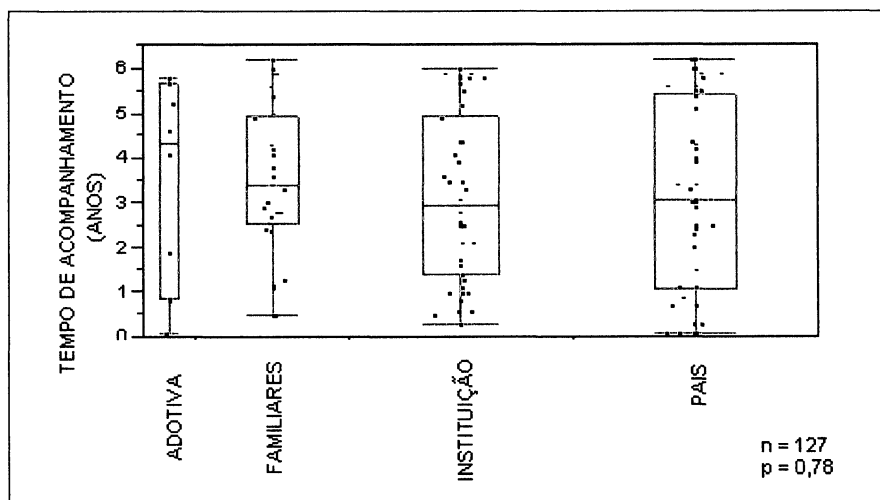 TEMPO DE ACOMPANHAMENTO
(ANOS)
6
5
4
3
2
1
0
ADOTIVA
FAMILIARES
INSTITUIÇÃO
PAIS
n = 127
p = 0,78